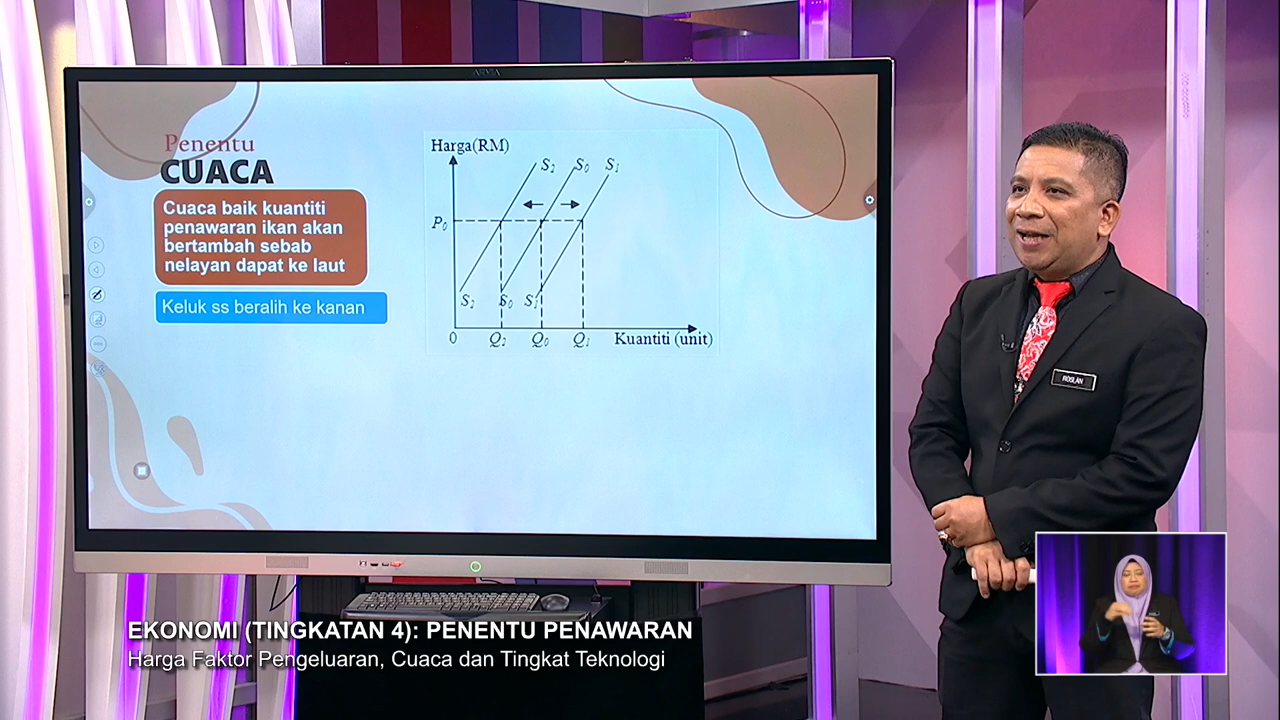 ARVIA
Penentu
CUACA
Cuaca baik kuantiti
penawaran ikan akan
bertambah sebab
nelayan dapat ke laut
Keluk ss beralih ke kanan
Harga(RM)
S2 S0 S1
P0
S2 S0 S1
0 Q2 Q0 Q1 Kuantiti (unit)
ROSLAN
EKONOMI (TINGKATAN 4): PENENTU PENAWARAN
Harga Faktor Pengeluaran, Cuaca dan Tingkat Teknologi